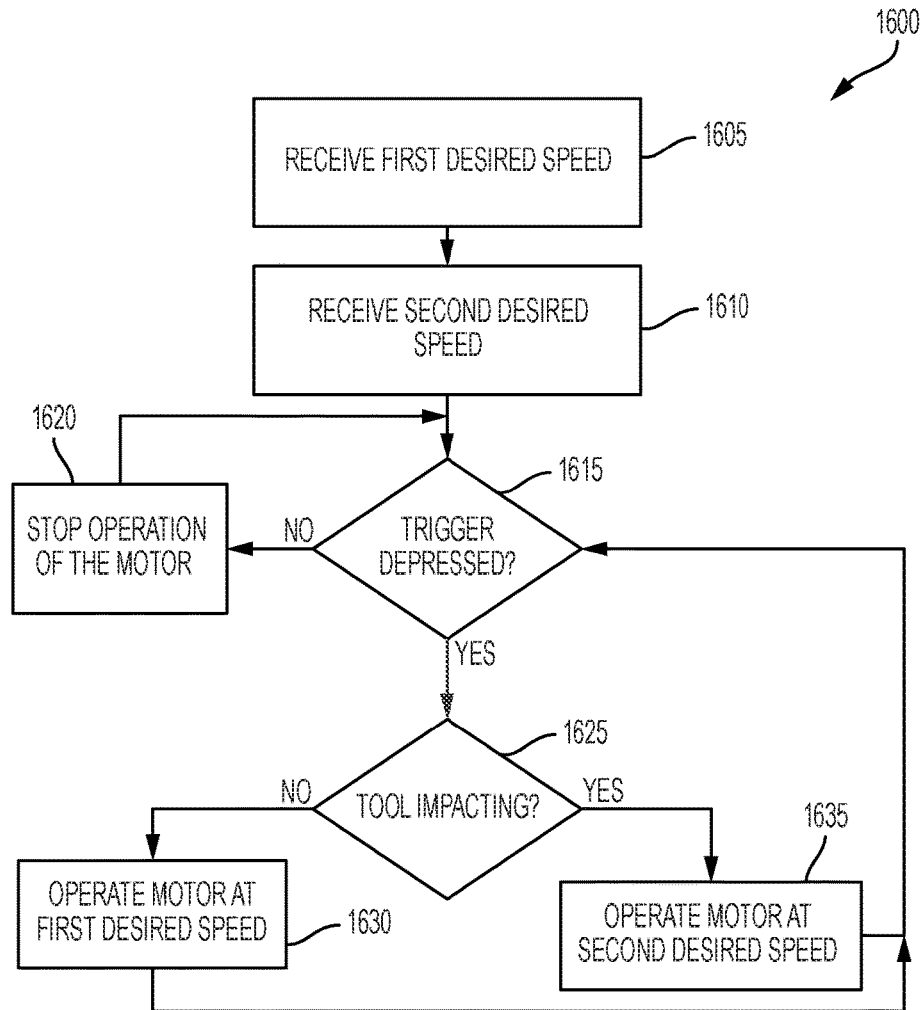 1600
RECEIVE FIRST DESIRED SPEED
1605
RECEIVE SECOND DESIRED
SPEED
1610
1620
STOP OPERATION
OF THE MOTOR
NO
TRIGGER
DEPRESSED?
1615
YES
1625
NO
TOOL IMPACTING?
YES
1635
OPERATE MOTOR AT
FIRST DESIRED SPEED
1630
OPERATE MOTOR AT
SECOND DESIRED SPEED